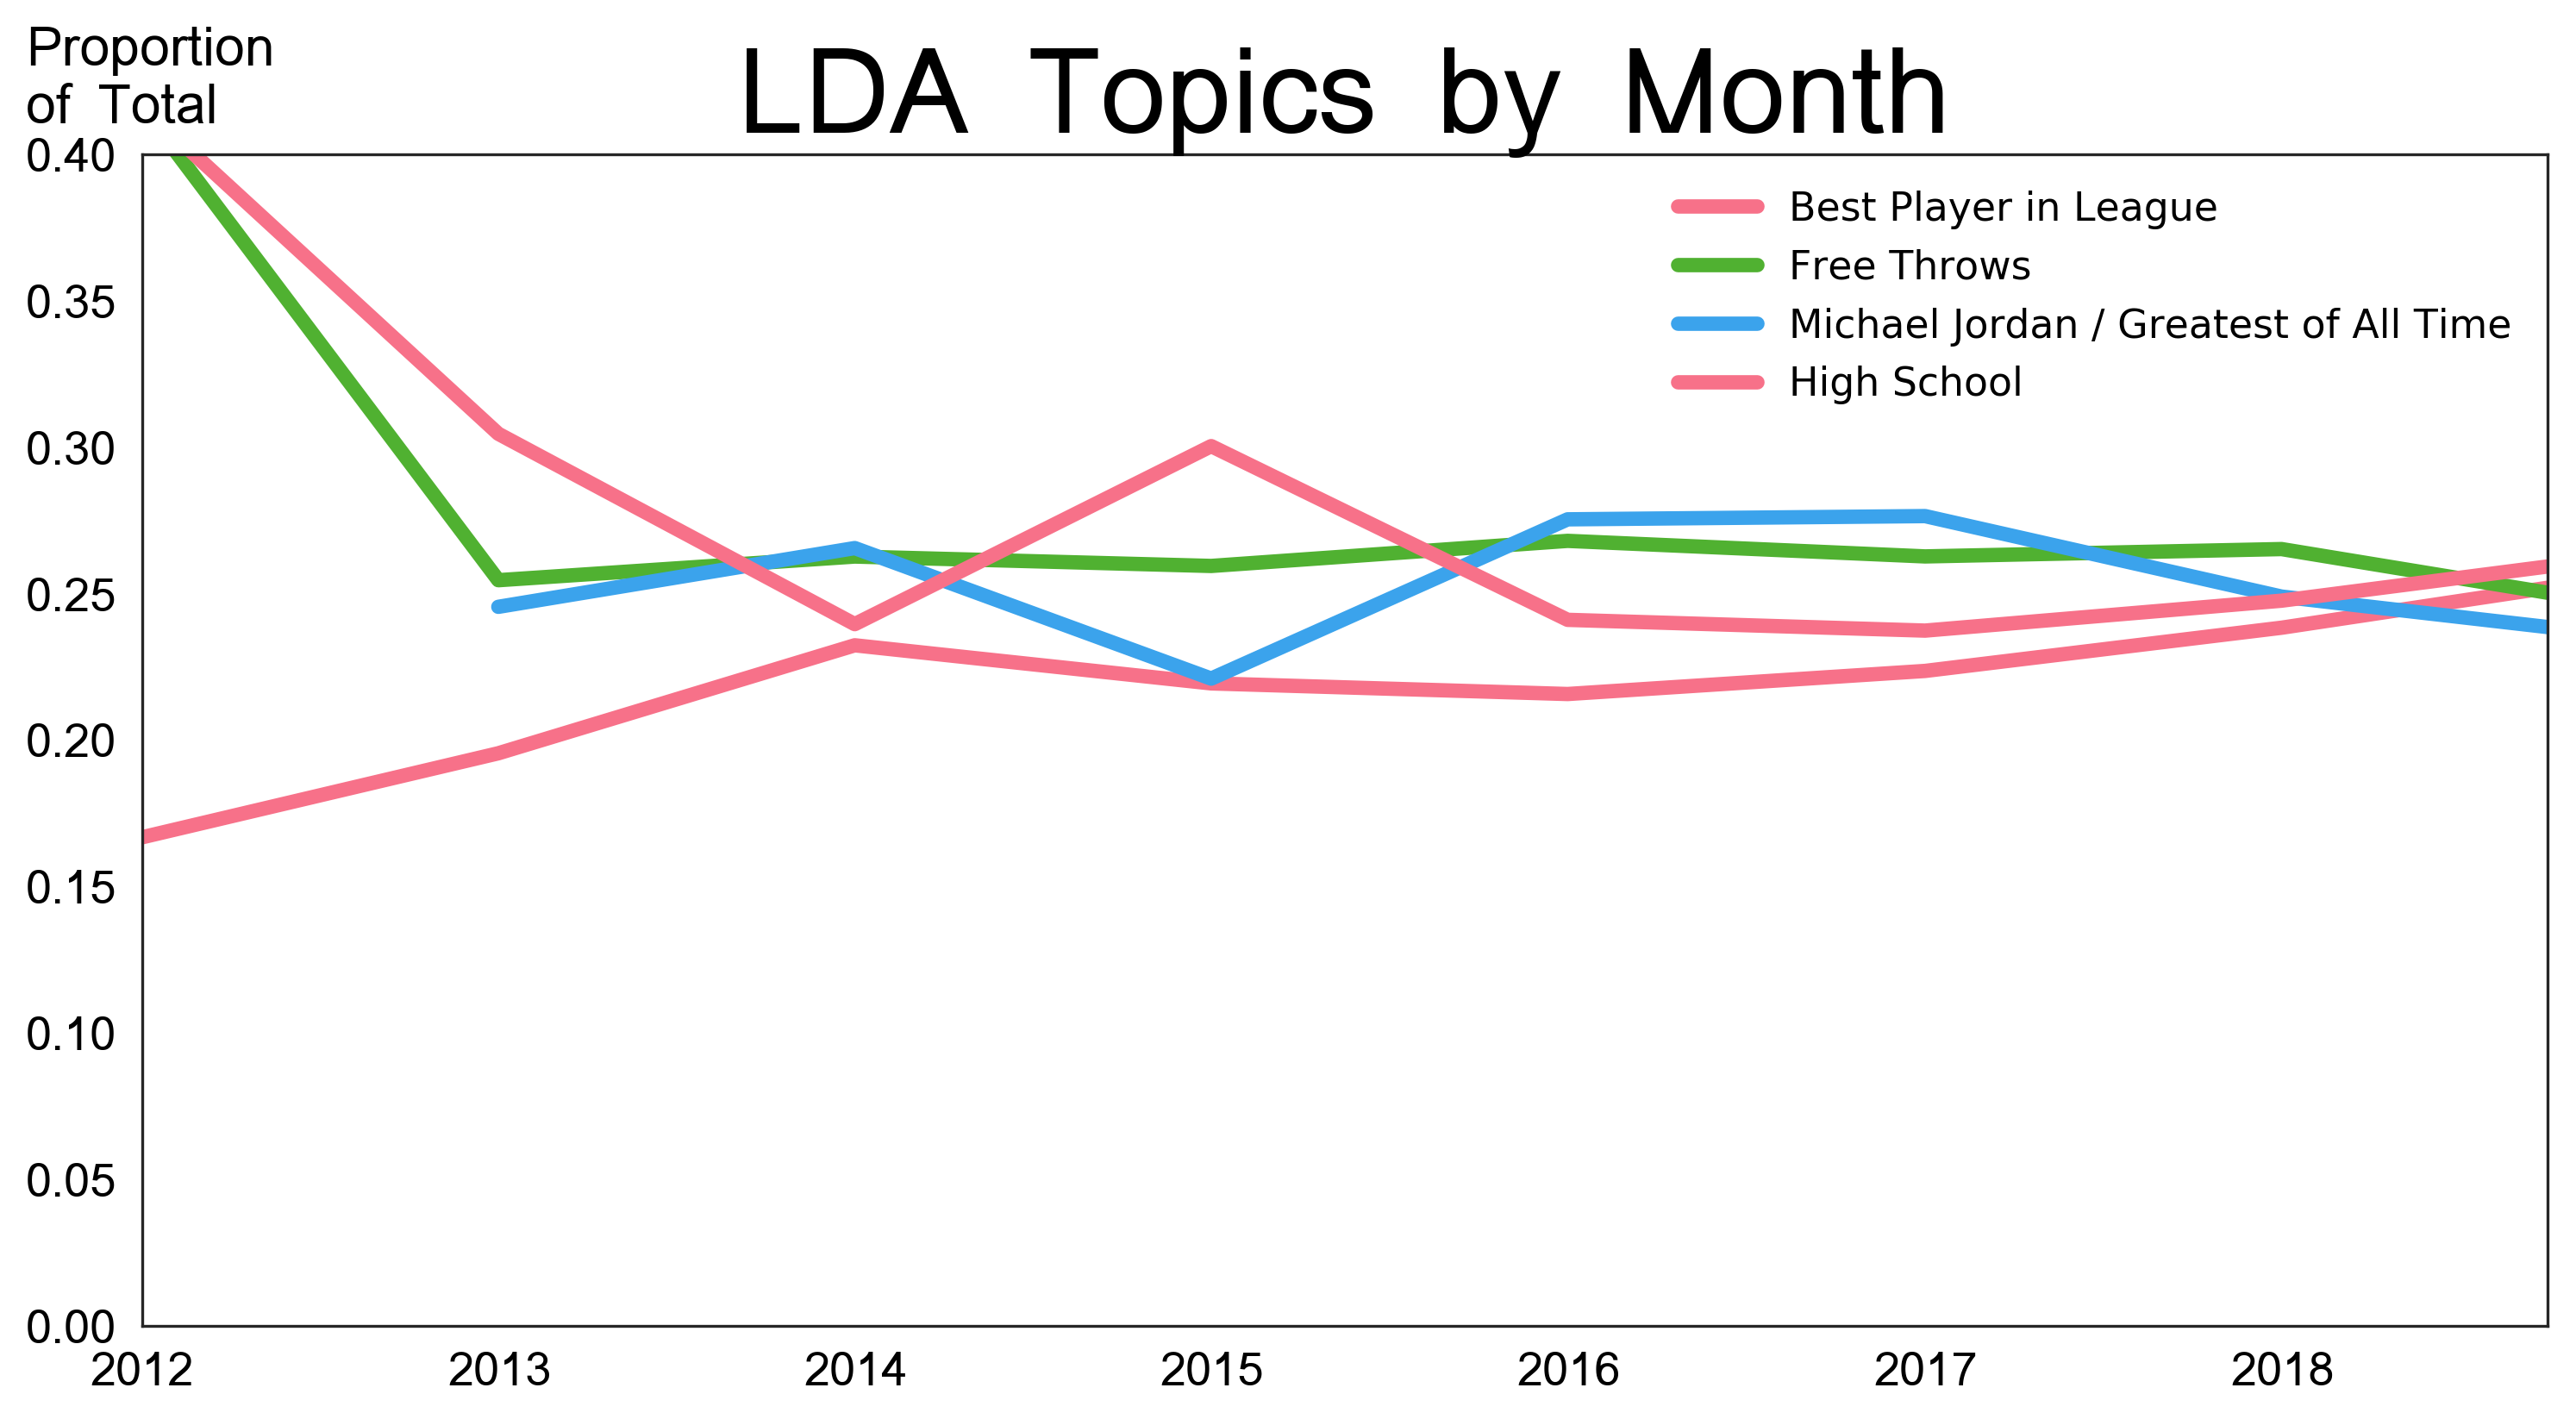 Proportion
of Total
LDA Topics by Month
0.40
Best Player in League
Free Throws
0.35
Michael Jordan / Greatest of All Time
High School
0.30
0.25
0.20
0.15
0.10
0.05
0.00
2012 2013 2014 2015 2016 2017 2018